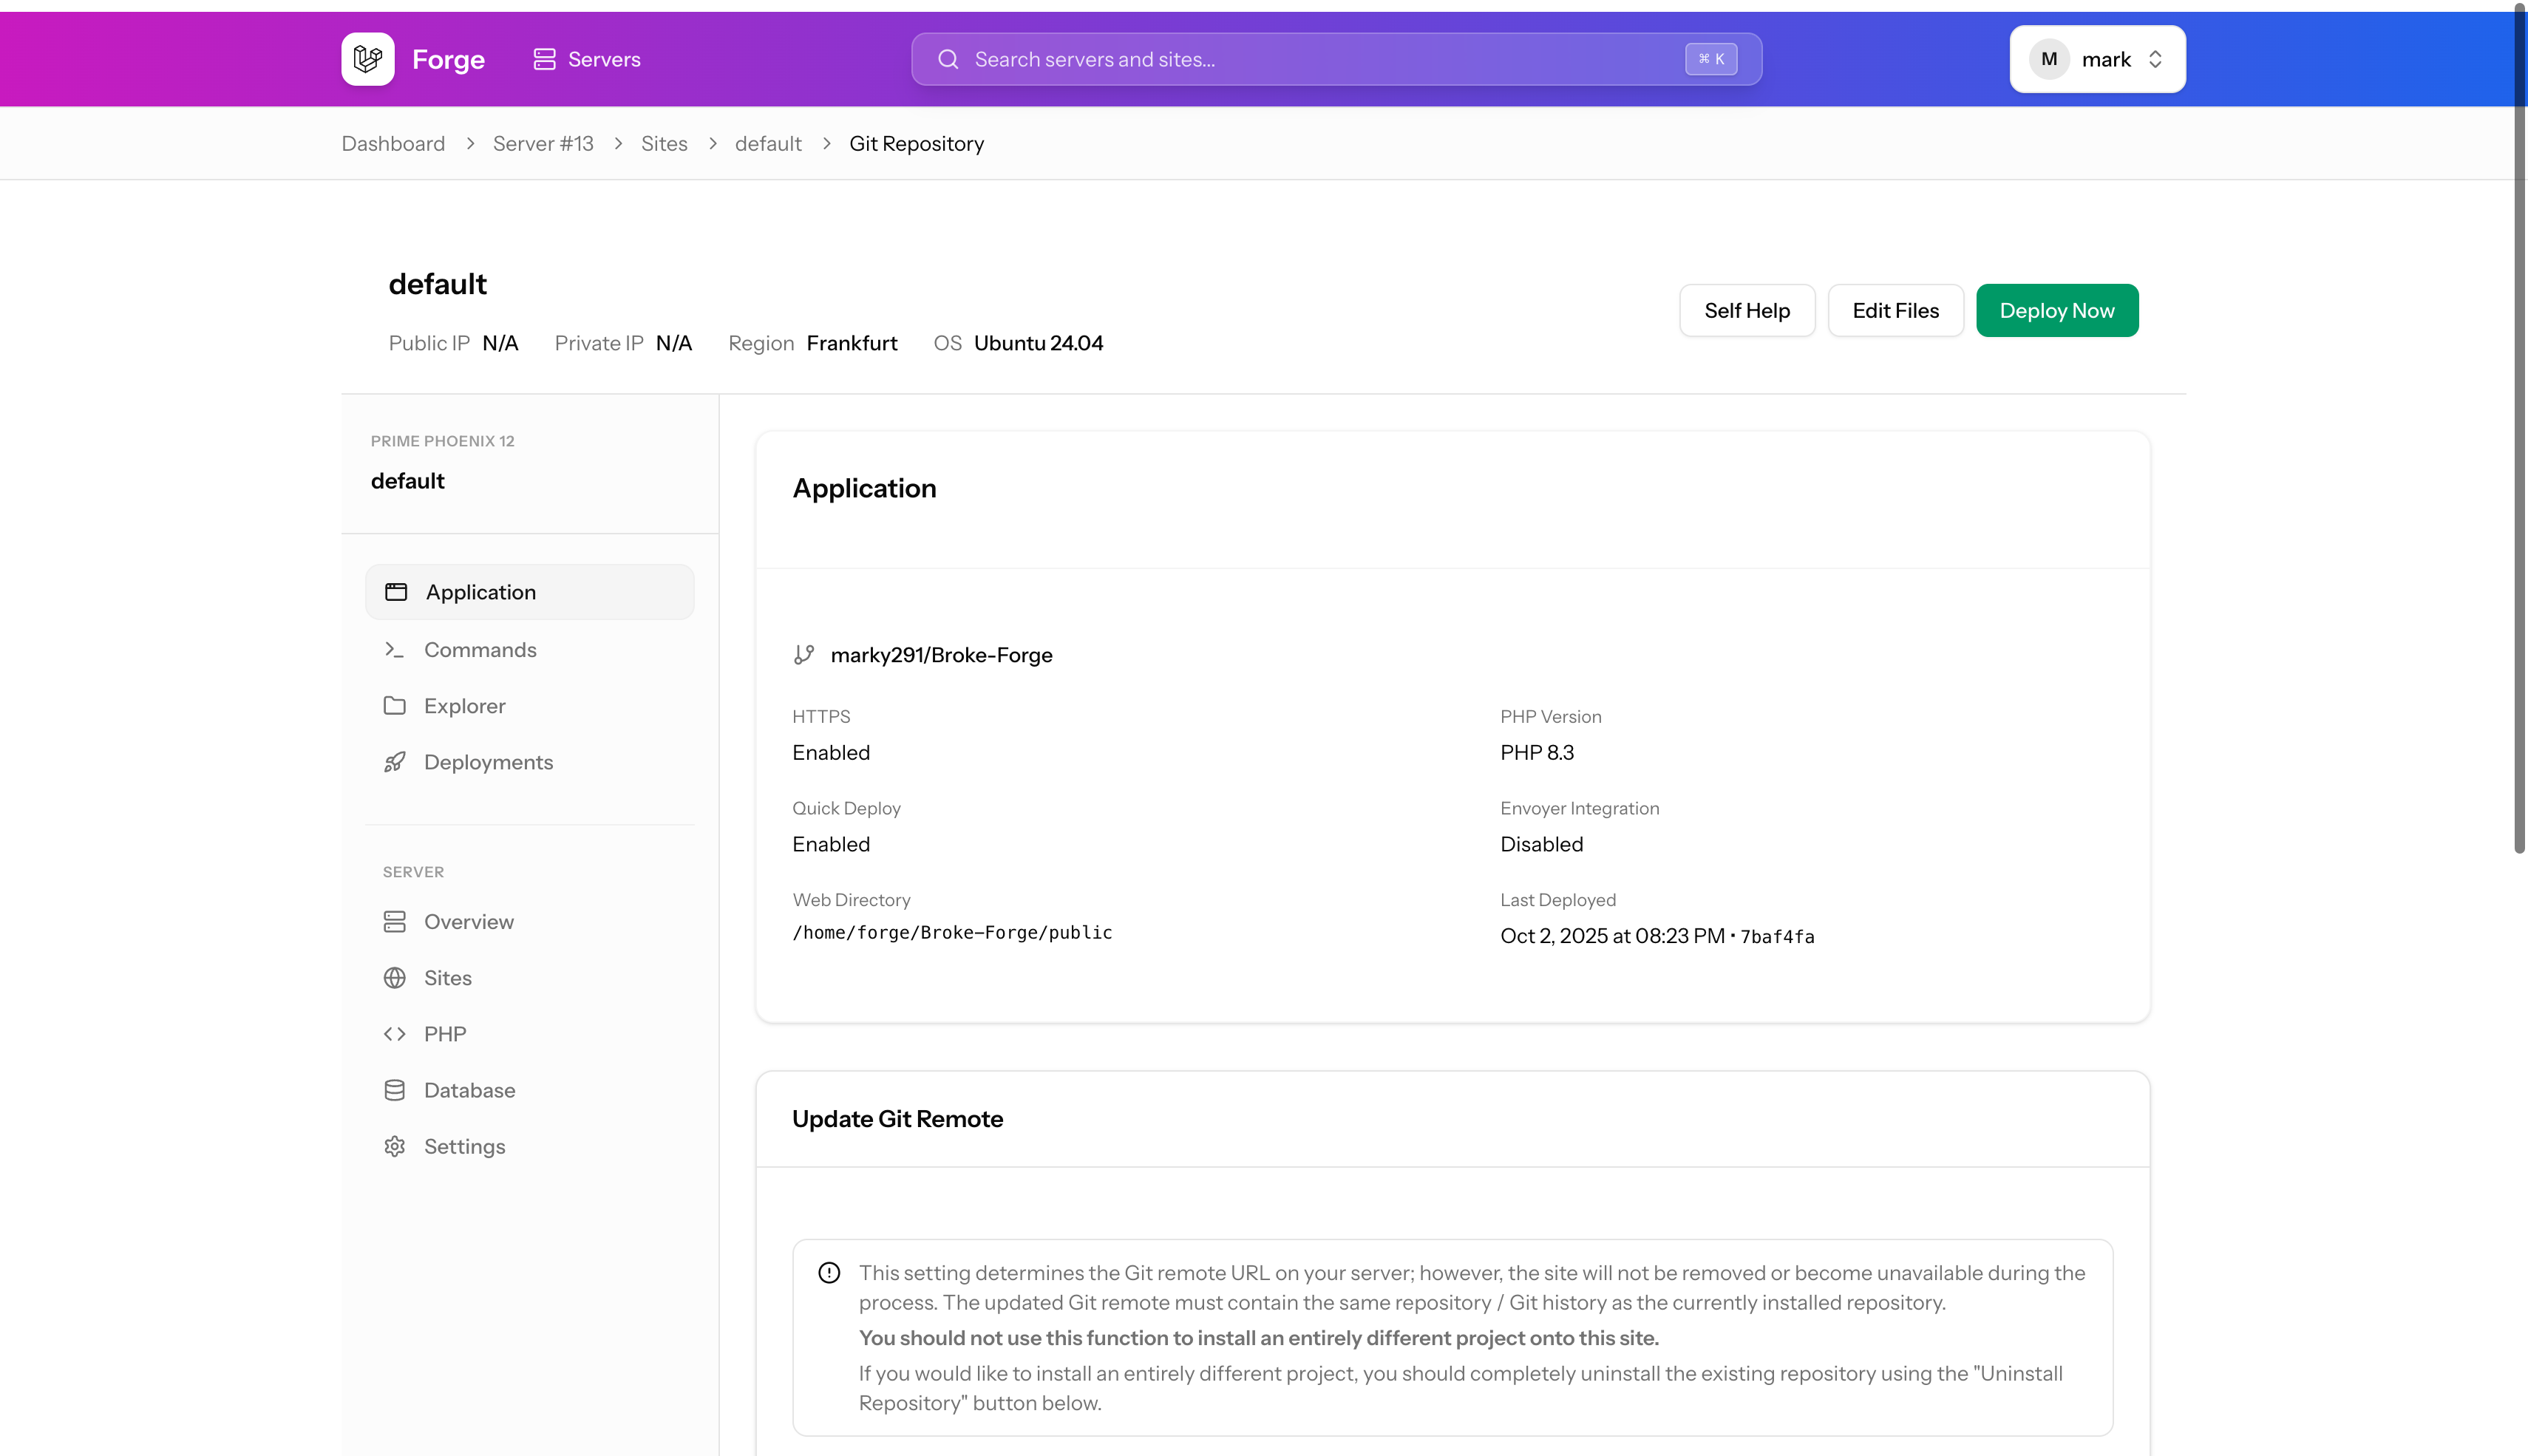 Forge
Servers
Search servers and sites...
⌘ K
M
mark
Dashboard > Server #13 > Sites > default > Git Repository
default
Public IP N/A Private IP N/A Region Frankfurt OS Ubuntu 24.04
Self Help
Edit Files
Deploy Now
PRIME PHOENIX 12
default
Application
Commands
Explorer
Deployments
SERVER
Overview
Sites
PHP
Database
Settings
Application
marky291/Broke-Forge
HTTPS
Enabled
PHP Version
PHP 8.3
Quick Deploy
Enabled
Envoyer Integration
Disabled
Web Directory
/home/forge/Broke-Forge/public
Last Deployed
Oct 2, 2025 at 08:23 PM • 7baf4fa
Update Git Remote
This setting determines the Git remote URL on your server; however, the site will not be removed or become unavailable during the
process. The updated Git remote must contain the same repository / Git history as the currently installed repository.
You should not use this function to install an entirely different project onto this site.
If you would like to install an entirely different project, you should completely uninstall the existing repository using the "Uninstall
Repository" button below.